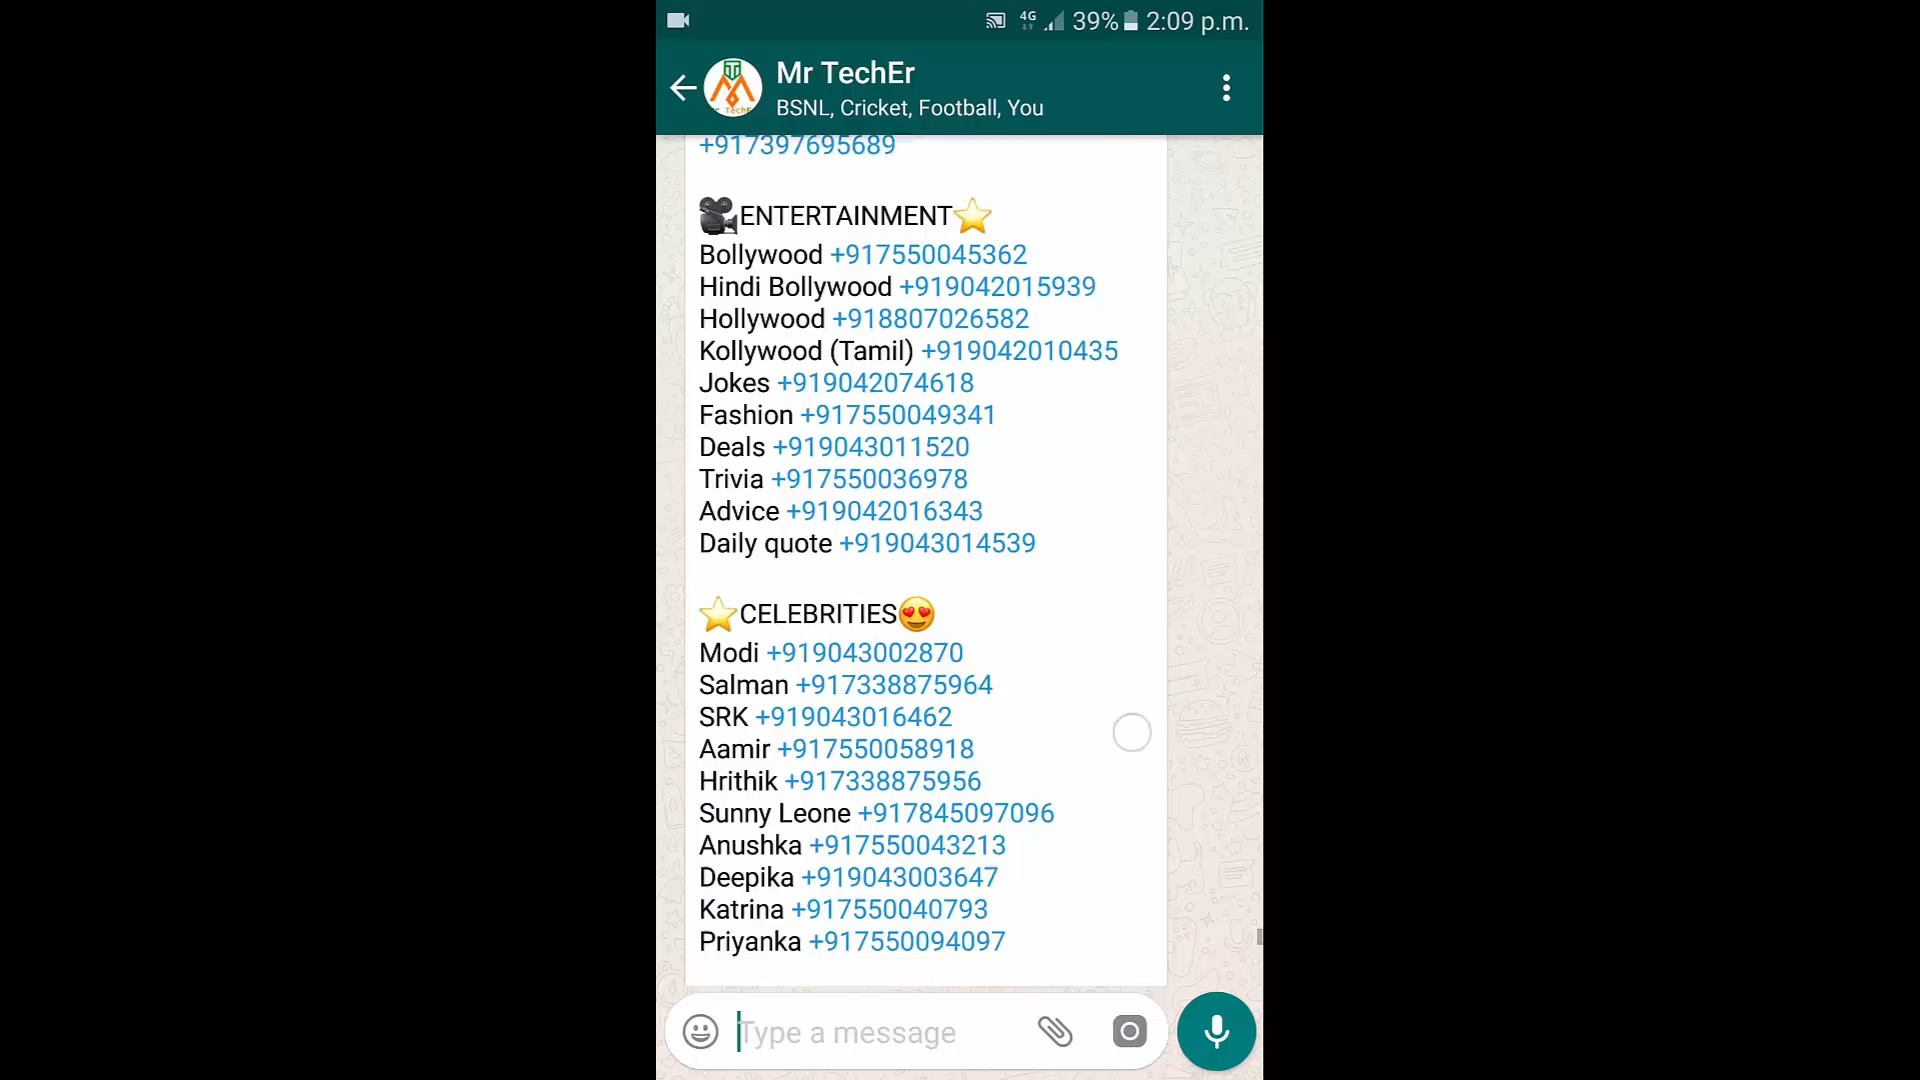 4G 39% 2:09 p.m.
Mr TechEr
BSNL, Cricket, Football, You
+917397695689
ENTERTAINMENT
Bollywood +917550045362
Hindi Bollywood +919042015939
Hollywood +918807026582
Kollywood (Tamil) +919042010435
Jokes +919042074618
Fashion +917550049341
Deals +919043011520
Trivia +917550036978
Advice +919042016343
Daily quote +919043014539
CELEBRITIES
Modi +919043002870
Salman +917338875964
SRK +919043016462
Aamir +917550058918
Hrithik +917338875956
Sunny Leone +917845097096
Anushka +917550043213
Deepika +919043003647
Katrina +917550040793
Priyanka +917550094097
Type a message